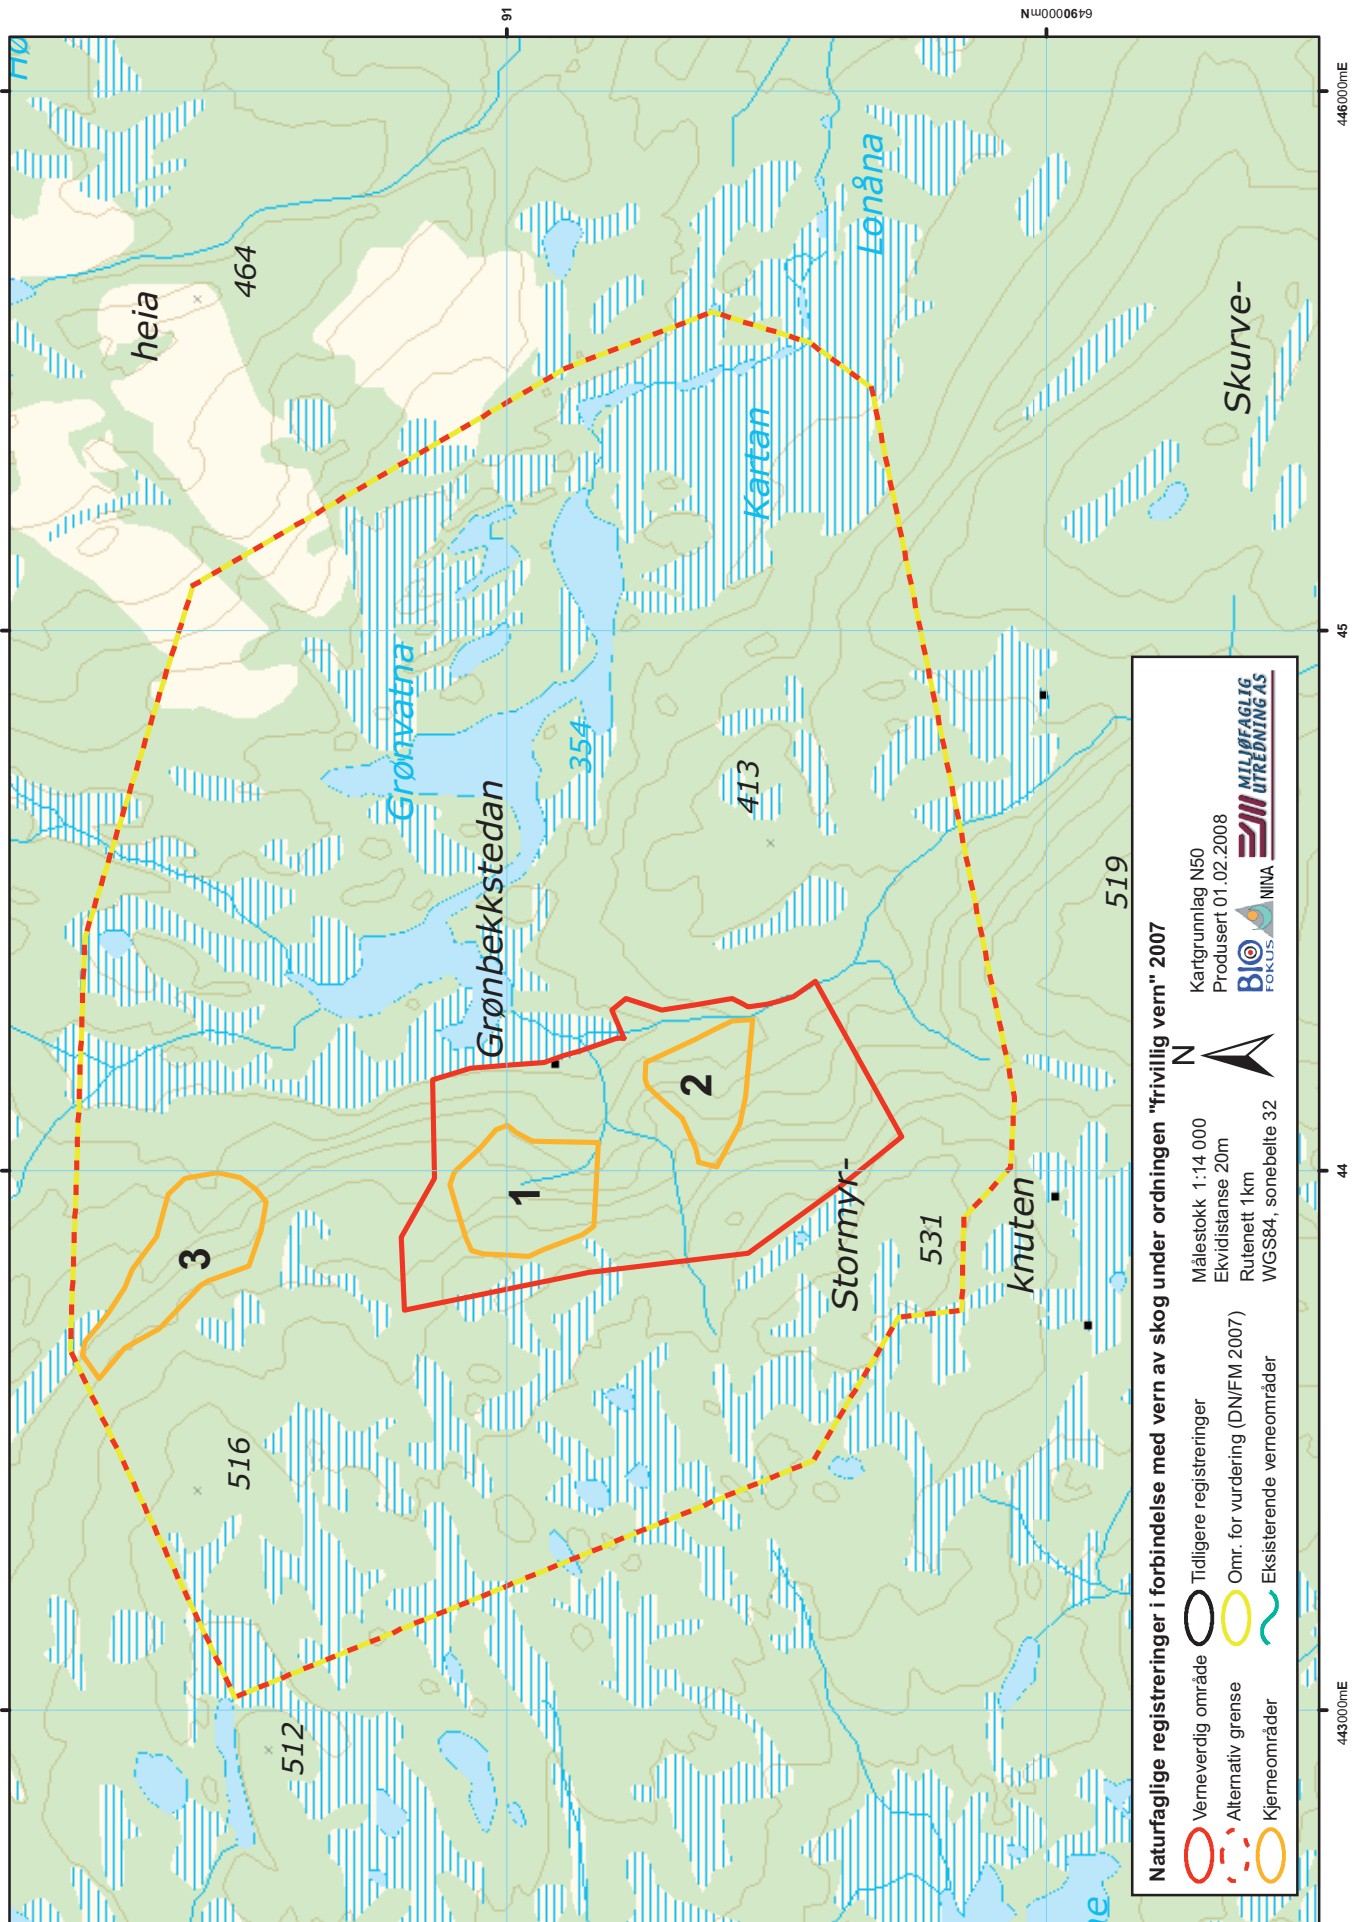 Hø
heia
464
Lonåna
Kartan
Skurve-
Grønvatna
354
413
Grønbekkstedan
519
1
2
3
Stormyr-
531
knuten
516
512
ne
91
6490000mN
443000mE
44
45
446000mE
Naturfaglige registreringer i forbindelse med vern av skog under ordningen "frivillig vern" 2007
Verneverdig område
Tidligere registreringer
Alternativ grense
Omr. for vurdering (DN/FM 2007)
Kjerneområder
Eksisterende verneområder
Målestokk 1:14 000
Ekvidistanse 20m
Rutenett 1km
WGS84, sonebelte 32
N
Kartgrunnlag N50
Produsert 01.02.2008
BIO
FOKUS
NINA
MILJØFAGLIG
UTREDNING AS